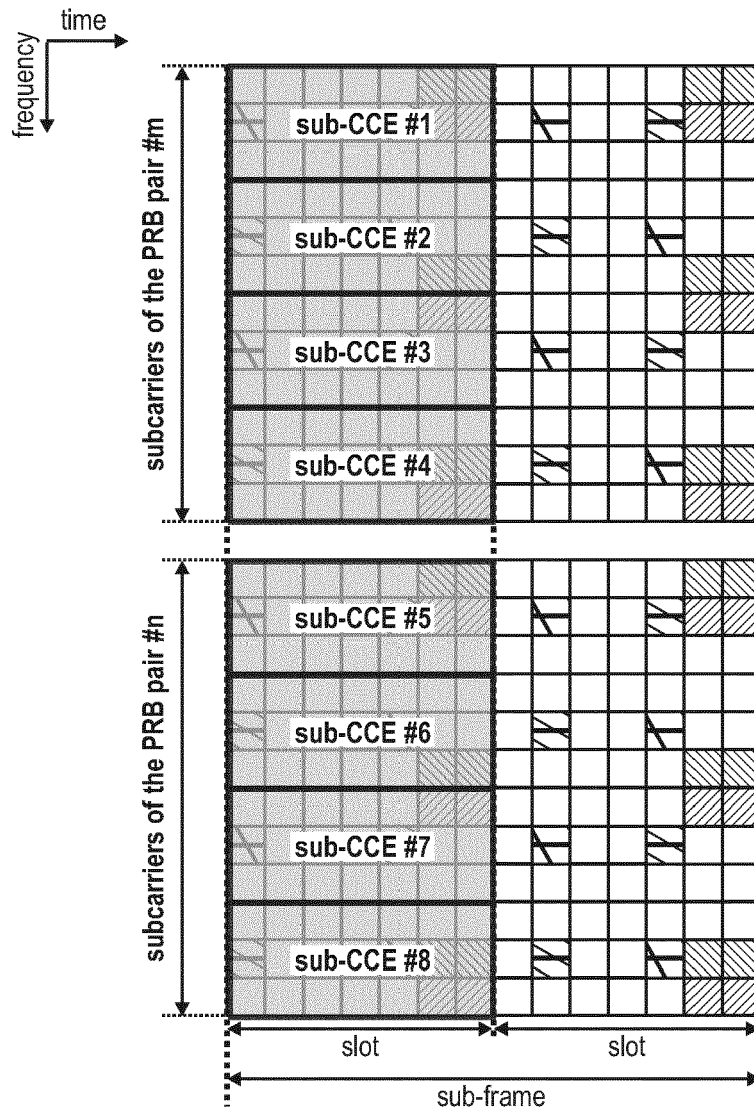 time
frequency
subcarriers of the PRB pair #m
sub-CCE #1
sub-CCE #2
sub-CCE #3
sub-CCE #4
subcarriers of the PRB pair #n
sub-CCE #5
sub-CCE #6
sub-CCE #7
sub-CCE #8
slot
slot
sub-frame